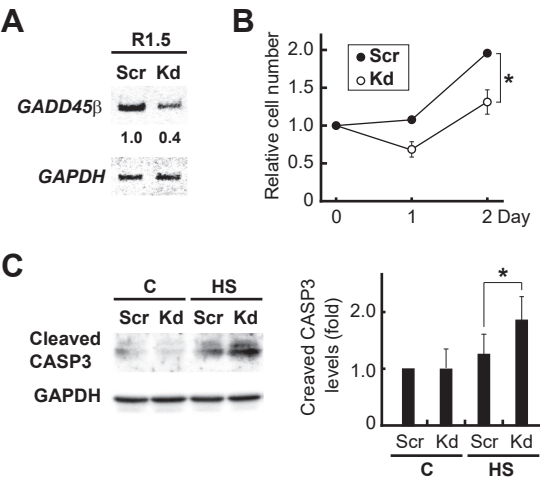 A
R1.5
Scr Kd
GADD45β
1.0 0.4
GAPDH
B
Relative cell number
2.0
1.5
1.0
0.5
0
Scr
Kd
*
0 1 2 Day
C
C HS
Scr Kd Scr Kd
Cleaved
CASP3
GAPDH
Creaved CASP3
levels (fold)
2.0
1.0
0
*
Scr Kd Scr Kd
C HS